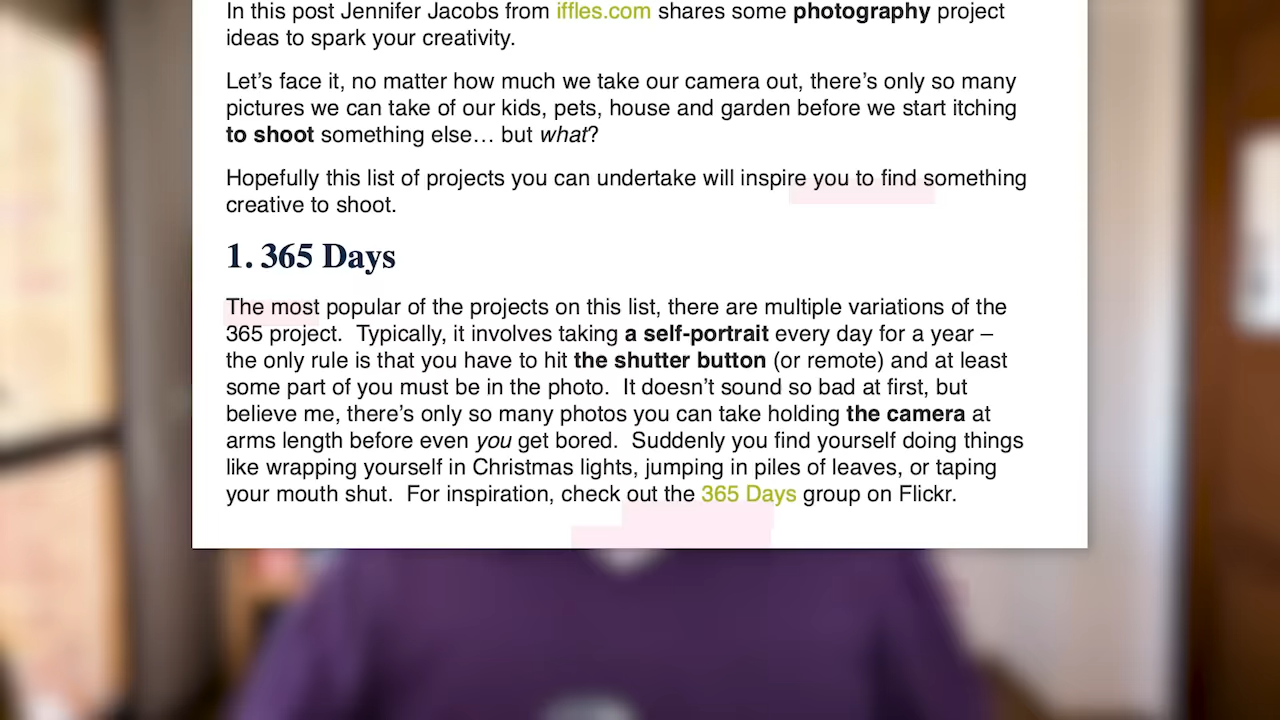 In this post Jennifer Jacobs from iffles.com shares some photography project
ideas to spark your creativity.
Let’s face it, no matter how much we take our camera out, there’s only so many
pictures we can take of our kids, pets, house and garden before we start itching
to shoot something else… but what?
Hopefully this list of projects you can undertake will inspire you to find something
creative to shoot.
1. 365 Days
The most popular of the projects on this list, there are multiple variations of the
365 project.  Typically, it involves taking a self-portrait every day for a year –
the only rule is that you have to hit the shutter button (or remote) and at least
some part of you must be in the photo.  It doesn’t sound so bad at first, but
believe me, there’s only so many photos you can take holding the camera at
arms length before even you get bored.  Suddenly you find yourself doing things
like wrapping yourself in Christmas lights, jumping in piles of leaves, or taping
your mouth shut.  For inspiration, check out the 365 Days group on Flickr.